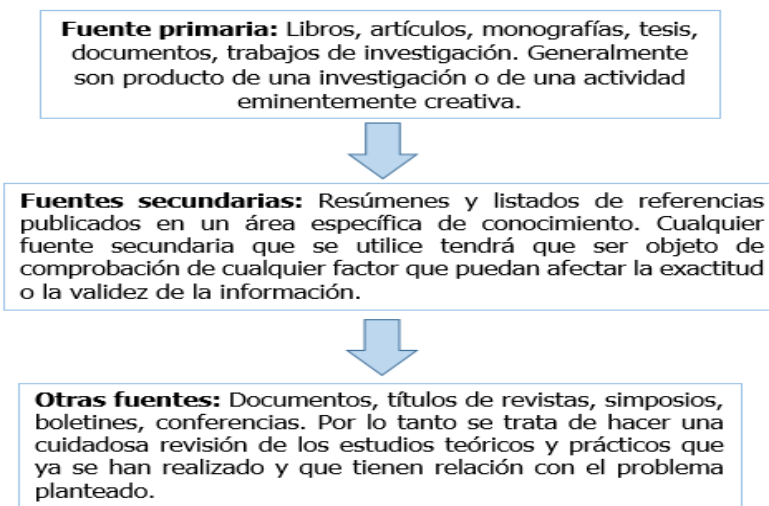 Fuente primaria: Libros, artículos, monografías, tesis,
documentos, trabajos de investigación. Generalmente
son producto de una investigación o de una actividad
eminentemente creativa.
Fuentes secundarias: Resúmenes y listados de referencias
publicados en un área específica de conocimiento. Cualquier
fuente secundaria que se utilice tendrá que ser objeto de
comprobación de cualquier factor que puedan afectar la exactitud
o la validez de la información.
Otras fuentes: Documentos, títulos de revistas, simposios,
boletines, conferencias. Por lo tanto se trata de hacer una
cuidadosa revisión de los estudios teóricos y prácticos que
ya se han realizado y que tienen relación con el problema
planteado.